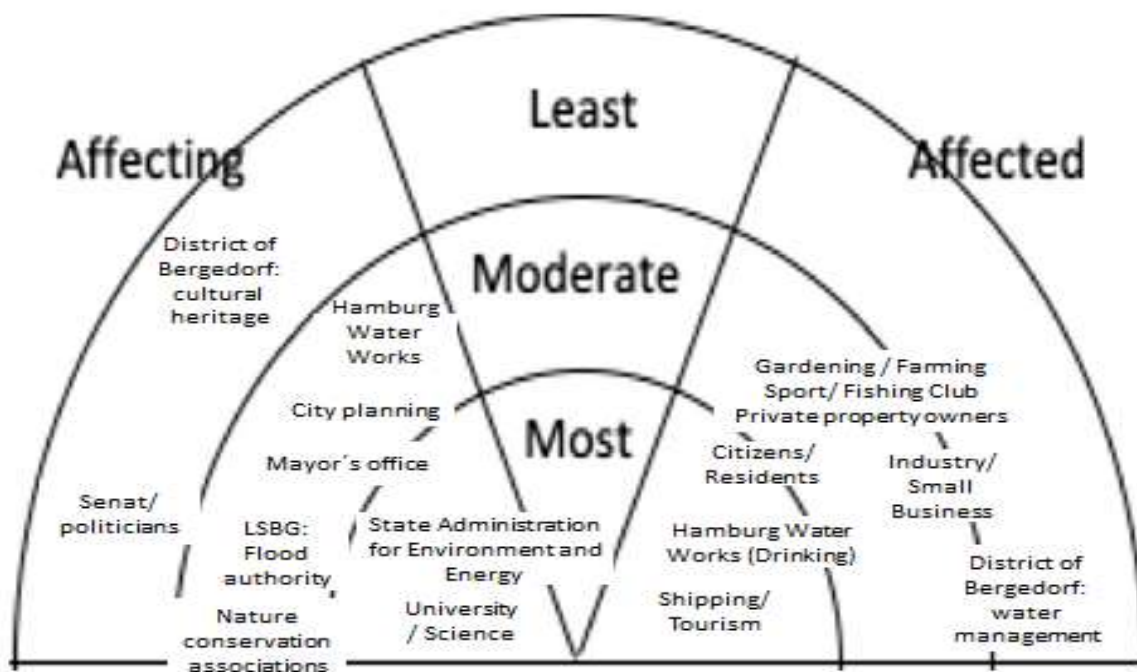 Least
Affecting
Affected
District of
Bergedorf:
cultural
heritage
Moderate
Hamburg
Water
Works
Gardening / Farming
Sport/ Fishing Club
Private property owners
City planning
Most
Mayor´s office
Citizens/
Residents
Industry/
Small
Business
Senat/
politicians
LSBG:
Flood
authority
State Administration
for Environment and
Energy
Hamburg Water
Works (Drinking)
District of
Bergedorf:
water
management
Nature
conservation
associations
University
/ Science
Shipping/
Tourism